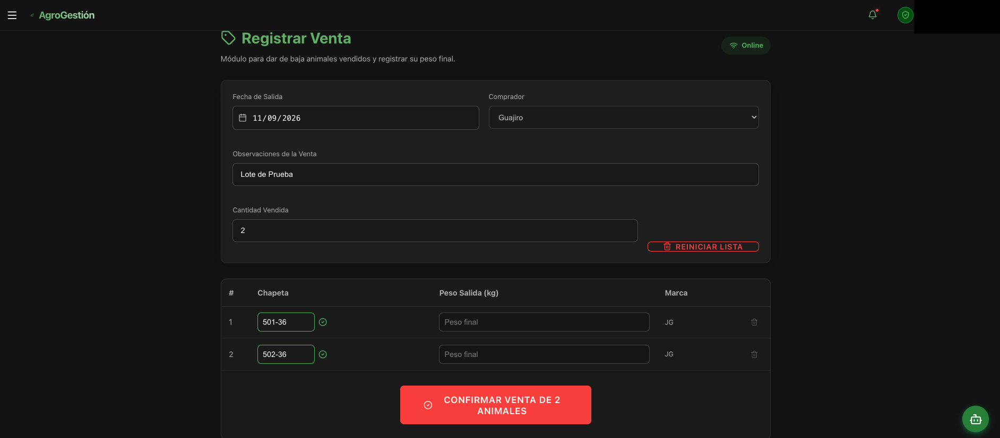 AgroGestión
Registrar Venta
Online
Módulo para dar de baja animales vendidos y registrar su peso final.
Fecha de Salida
Comprador
11/09/2026
Guajiro
Observaciones de la Venta
Lote de Prueba
Cantidad Vendida
2
REINICIAR LISTA
# Chapeta Peso Salida (kg) Marca
1 501-36 Peso final JG
2 502-36 Peso final JG
CONFIRMAR VENTA DE 2
ANIMALES